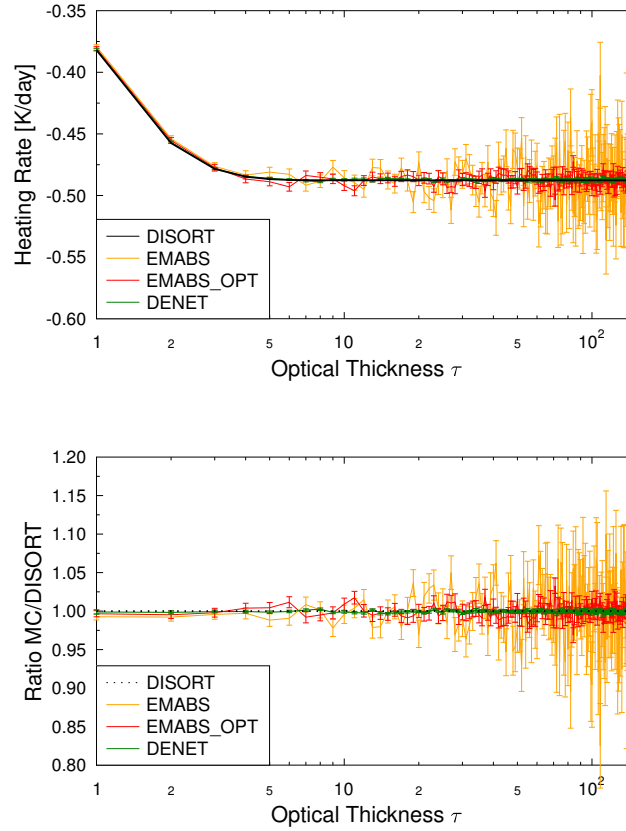 -0.35
-0.40
-0.45
-0.50
-0.55
-0.60
Heating Rate [K/day]
DISORT
EMABS
EMABS_OPT
DENET
1 2 5 10 2 5 10²
Optical Thickness τ
1.20
1.15
1.10
1.05
1.00
0.95
0.90
0.85
0.80
Ratio MC/DISORT
DISORT
EMABS
EMABS_OPT
DENET
1 2 5 10 2 5 10²
Optical Thickness τ